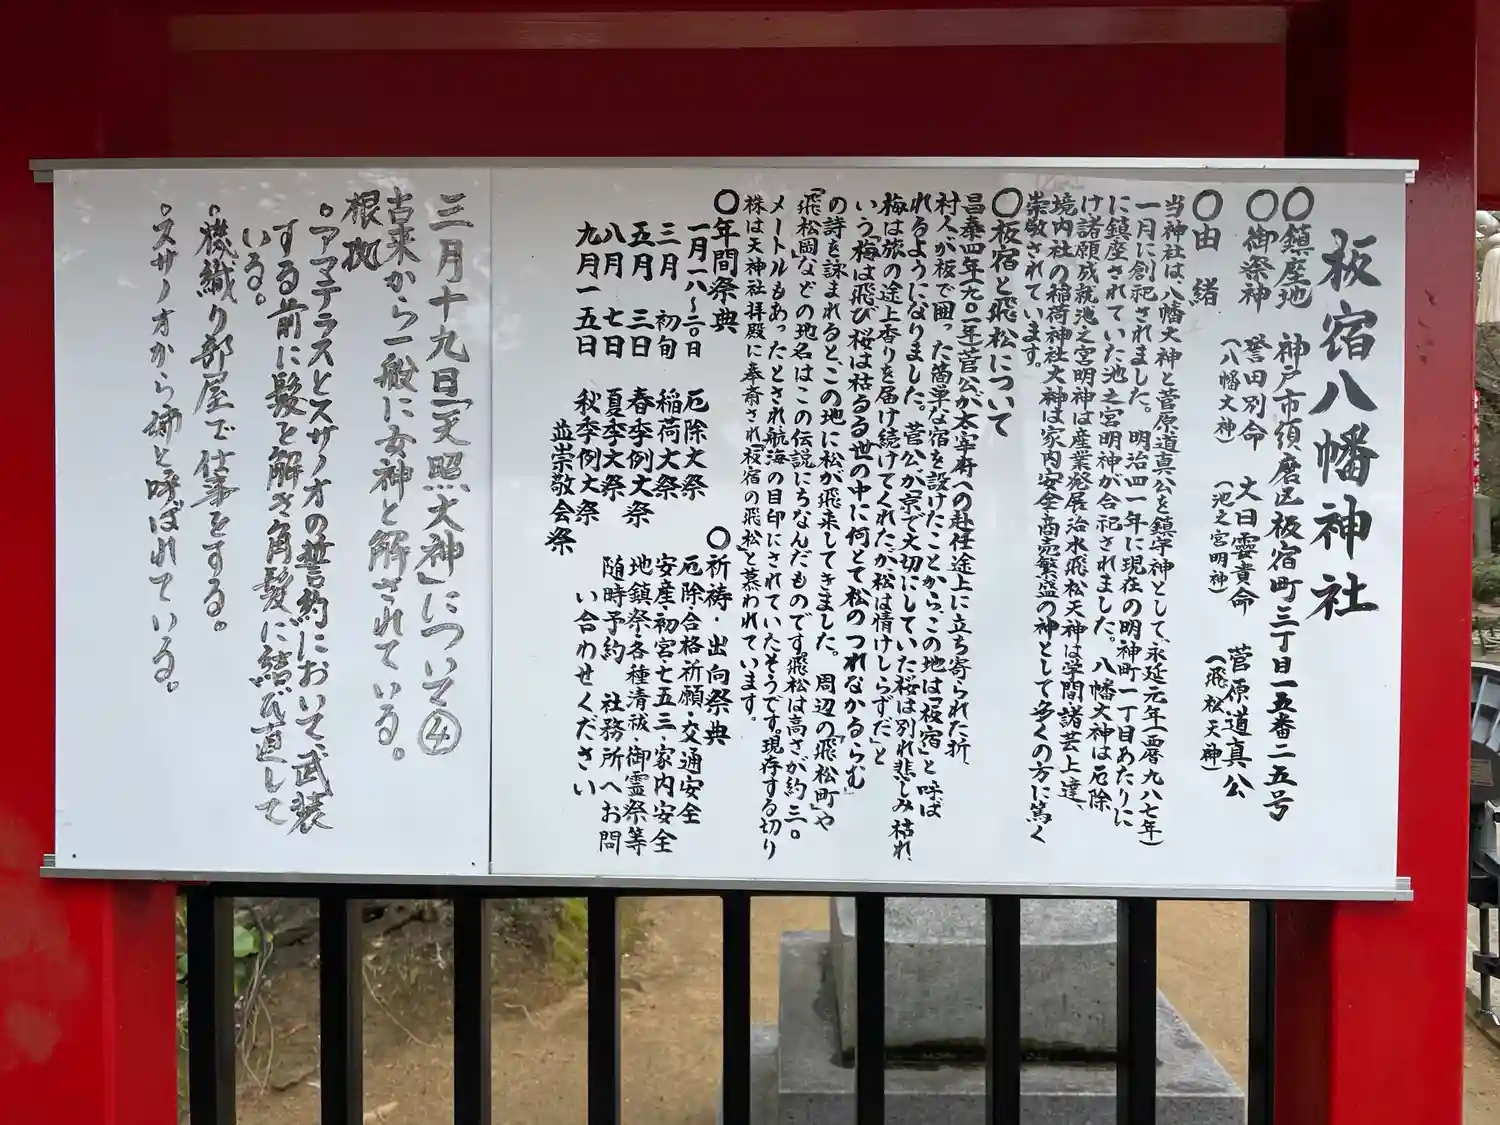 板宿八幡神社
〇鎮座地 神戸市須磨区板宿町三丁目一五番二五号
〇御祭神 誉田別命 大日孁貴命 菅原道真公
(八幡大神) (池之宮明神) (飛松天神)
〇由 緒
当神社は、八幡大神と菅原道真公を鎮守神として、永延元年(西暦九八七年)
一月に創祀されました。明治四一年に現在の明神町一丁目あたりに
に鎮座されていた池之宮明神が合祀されました。八幡大神は厄除
け諸願成就池之宮明神は産業発展治水飛松天神は学問・諸芸上達、
境内社の稲荷神社大神は家内安全商売繁盛の神として多くの方に篤く
崇敬されています。
〇板宿と飛松について
昌泰四年(九〇一年)菅公が太宰府への赴任途上に立ち寄られた折、
村人が板で囲った簡単な宿を設けたことから、この地は「板宿」と呼ば
れるようになりました。菅公が京で大切にしていた桜は別れ悲しみ枯れ、
梅は旅の途上香りを届け続けてくれたが松は情けしらずだ」と
いう「梅は飛び桜は枯るる世の中に何とて松のつれなかるらむ」
の詩を詠まれると、この地に松が飛来してきました。周辺の「飛松町」や
「飛松岡」などの地名はこの伝説にちなんだものです。飛松は高さが約三〇
メートルもあったとされ航海の目印にされていたそうです。現存する切り
株は天神社拝殿に奉斎され「板宿の飛松」と慕われています。
〇年間祭典
一月一八~二〇日 厄除大祭
三月 初旬 稲荷大祭
五月 三日 春季例大祭
八月 七日 夏季大祭
九月一五日 秋季例大祭
並崇敬会祭
〇祈祷・出向祭典
厄除・合格祈願・交通安全
安産・初宮・七五三・家内安全
地鎮祭・各種清祓・御霊祭等
随時予約 社務所へお問
い合わせください
三月十九日「天照大神」について④
古来から一般に女神と解されている。
根拠
・アマテラスとスサノオの誓約において、武装
する前に髪を解き角髪に結び直して
いる。
・機織り部屋で仕事をする。
・スサノオから姉と呼ばれている。